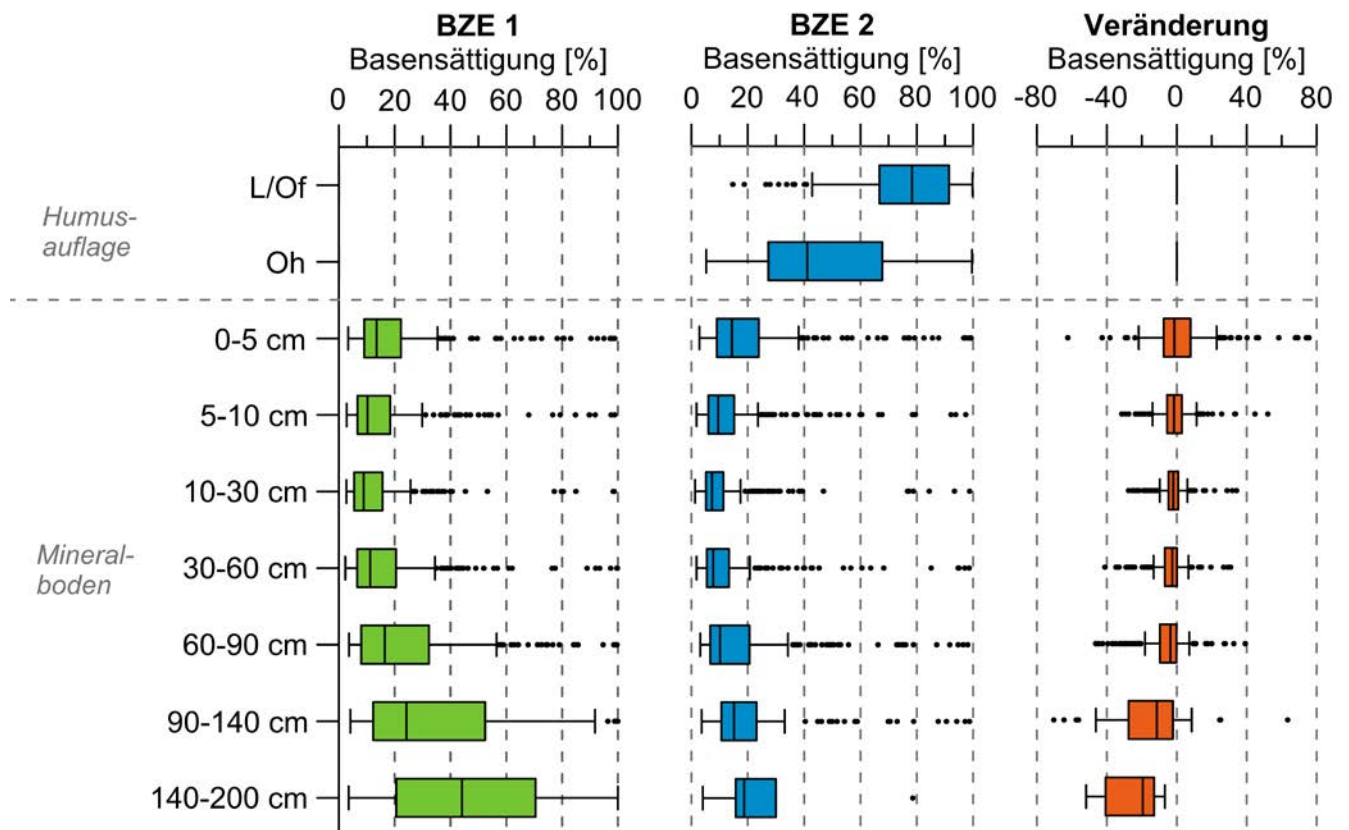 BZE 1 BZE 2 Veränderung
Basensättigung [%] Basensättigung [%] Basensättigung [%]
0 20 40 60 80 100 0 20 40 60 80 100 -80 -40 0 40 80
L/Of
Humus-
auflage
Oh
0-5 cm
5-10 cm
10-30 cm
Mineral-
boden
30-60 cm
60-90 cm
90-140 cm
140-200 cm